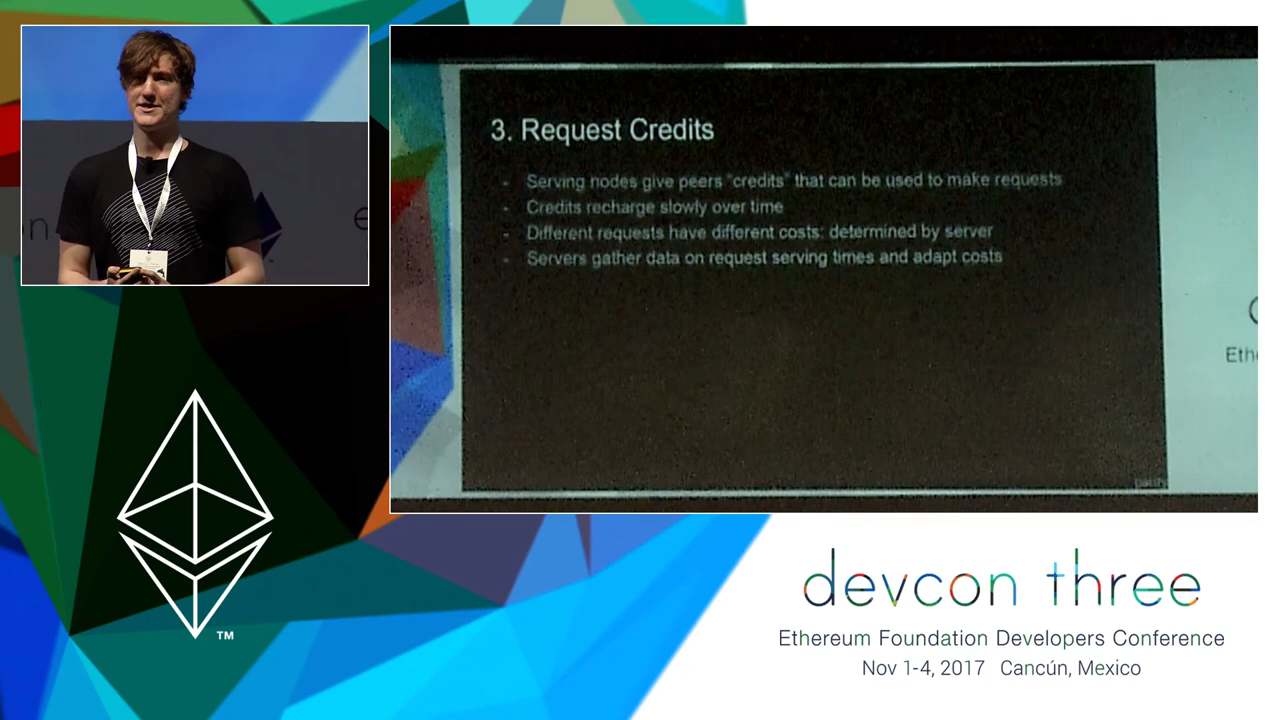 3. Request Credits
- Serving nodes give peers "credits" that can be used to make requests
- Credits recharge slowly over time
- Different requests have different costs: determined by server
- Servers gather data on request serving times and adapt costs
Eth
TM
devcon three
Ethereum Foundation Developers Conference
Nov 1-4, 2017 Cancún, Mexico